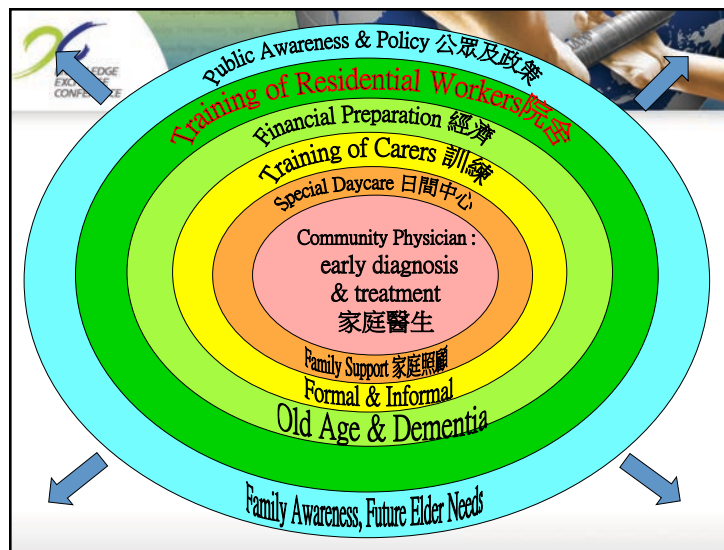 Public Awareness & Policy 公眾及政策
KNOWLEDGE
EXCHANGE
CONFERENCE
Training of Residential Workers院舍
Financial Preparation 經濟
Training of Carers 訓練
Special Daycare 日間中心
Community Physician :
early diagnosis
& treatment
家庭醫生
Family Support 家庭照顧
Formal & Informal
Old Age & Dementia
Family Awareness, Future Elder Needs